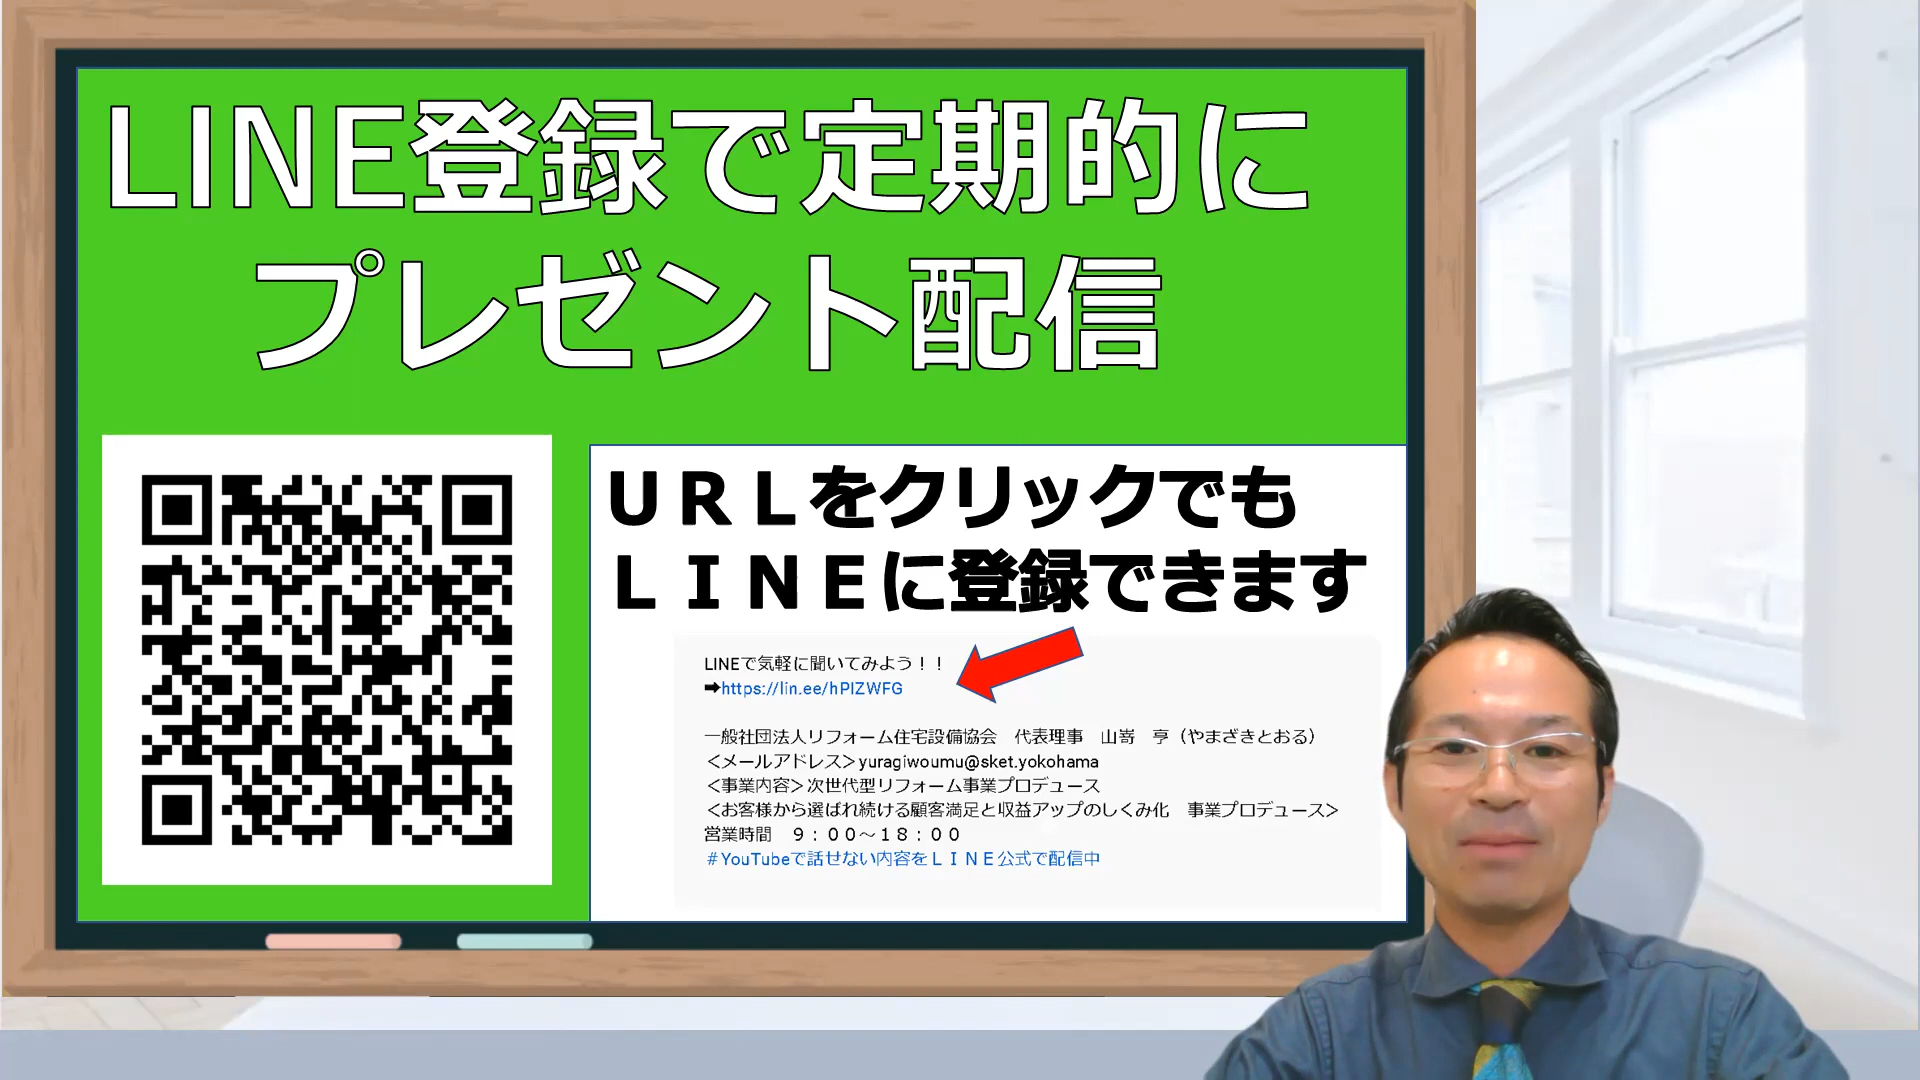 LINE登録で定期的に
プレゼント配信
ＵＲＬをクリックでも
ＬＩＮＥに登録できます
LINEで気軽に聞いてみよう！！
➡https://lin.ee/hPIZWFG
一般社団法人リフォーム住宅設備協会　代表理事　山嵜　亨（やまざきとおる）
＜メールアドレス＞yuragiwoumu@sket.yokohama
＜事業内容＞次世代型リフォーム事業プロデュース
＜お客様から選ばれ続ける顧客満足と収益アップのしくみ化　事業プロデュース＞
営業時間　９：００～１８：００
＃YouTubeで話せない内容をＬＩＮＥ公式で配信中